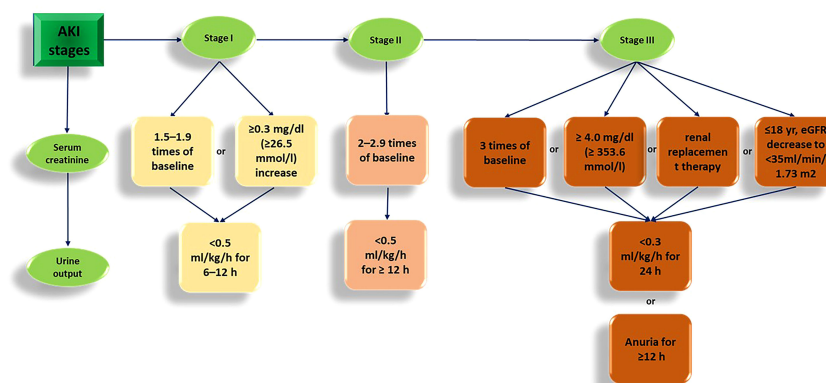 AKI
stages
Stage I
Stage II
Stage III
Serum
creatinine
1.5–1.9
times of
baseline
or
≥0.3 mg/dl
(≥26.5
mmol/l)
increase
2–2.9 times
of baseline
3 times of
baseline
or
≥ 4.0 mg/dl
(≥ 353.6
mmol/l)
or
renal
replacemen
t therapy
or
≤18 yr, eGFR
decrease to
<35ml/min/
1.73 m2
Urine
output
<0.5
ml/kg/h for
6–12 h
<0.5
ml/kg/h
for ≥ 12 h
<0.3
ml/kg/h for
24 h
or
Anuria for
≥12 h